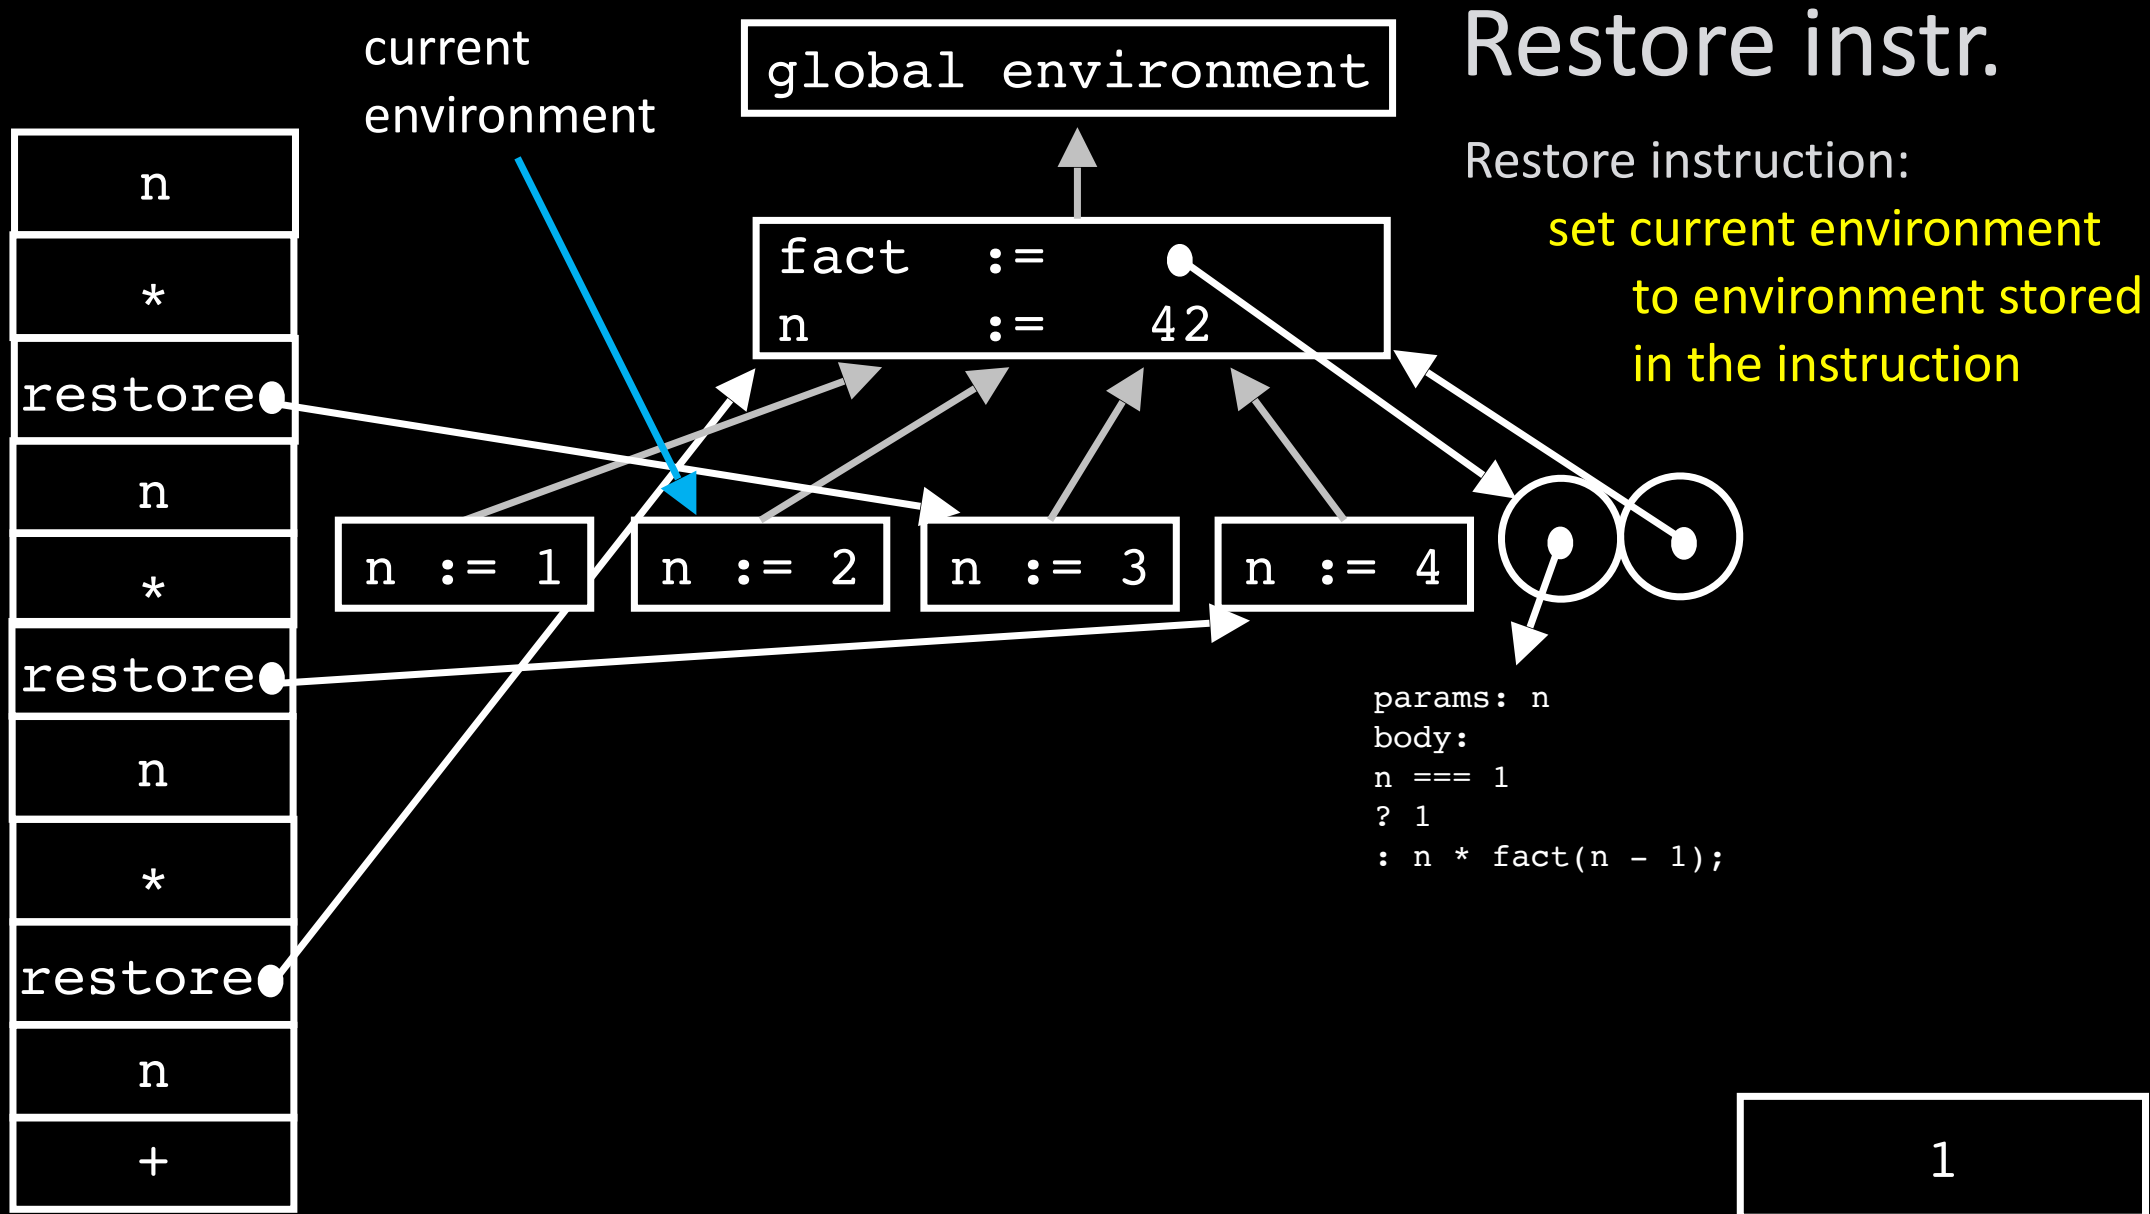 Restore instr.
Restore instruction:
set current environment
to environment stored
in the instruction
current
environment
global environment
fact := 
n := 42
n := 1
n := 2
n := 3
n := 4
params: n
body:
n === 1
? 1
: n * fact(n - 1);
n
*
restore
n
*
restore
n
*
restore
n
+
1